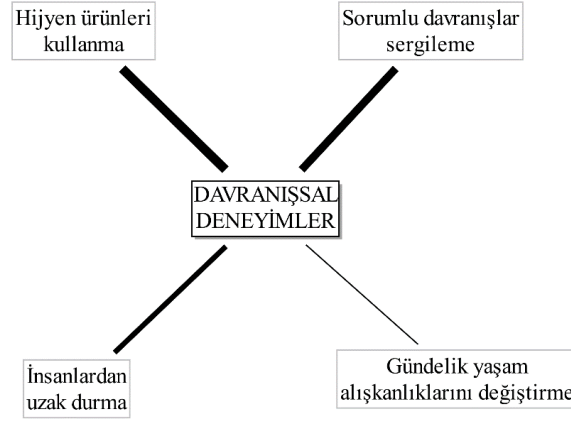 Hijyen ürünleri
kullanma
Sorumlu davranışlar
sergileme
DAVRANIŞSAL
DENEYİMLER
İnsanlardan
uzak durma
Gündelik yaşam
alışkanlıklarını değiştirme